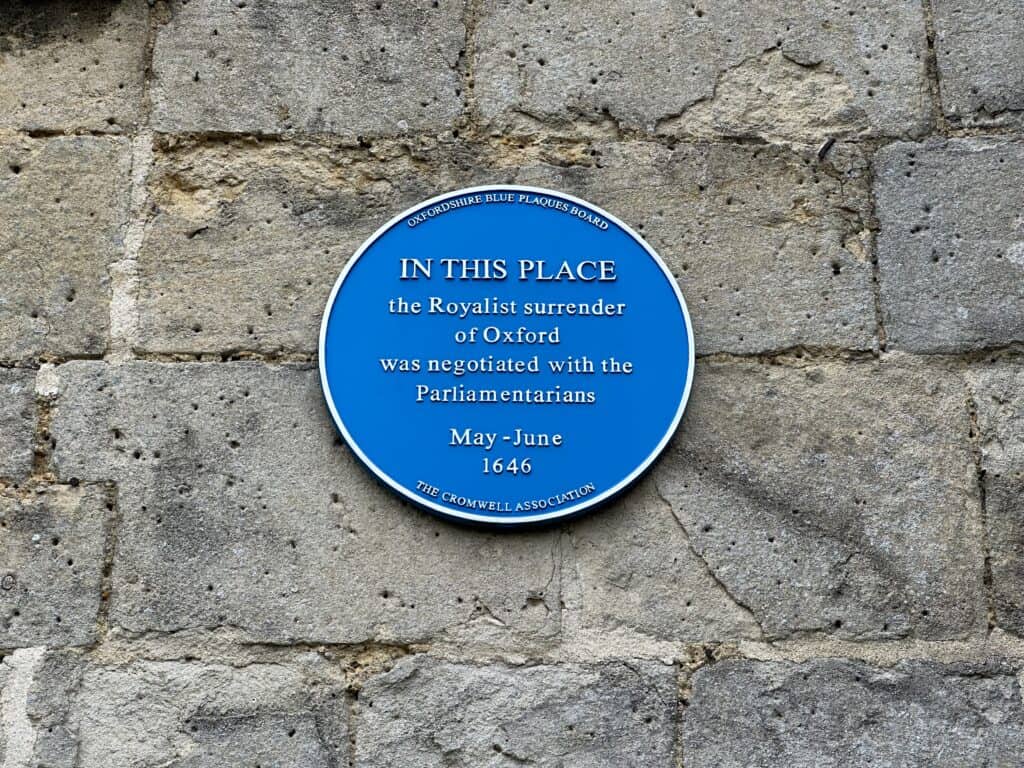 OXFORDSHIRE BLUE PLAQUES BOARD
IN THIS PLACE
the Royalist surrender
of Oxford
was negotiated with the
Parliamentarians
May - June
1646
THE CROMWELL ASSOCIATION